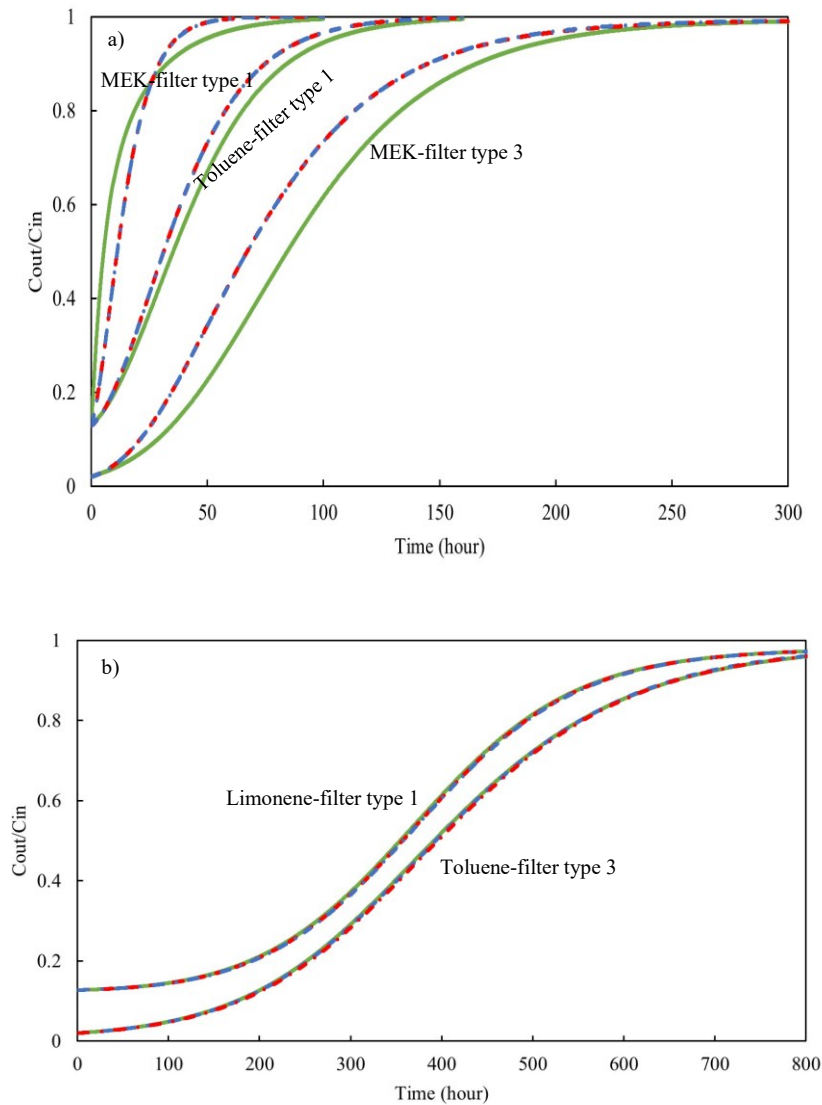 a)
MEK-filter type 1
Toluene-filter type 1
MEK-filter type 3
Cout/Cin
1
0.8
0.6
0.4
0.2
0
0 50 100 150 200 250 300
Time (hour)
b)
Limonene-filter type 1
Toluene-filter type 3
Cout/Cin
1
0.8
0.6
0.4
0.2
0
0 100 200 300 400 500 600 700 800
Time (hour)